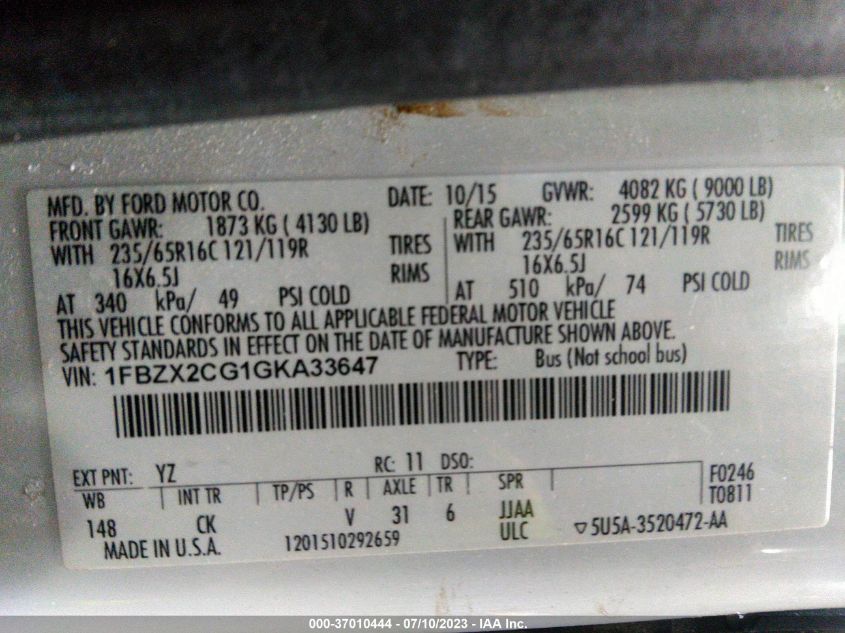 MFD. BY FORD MOTOR CO. DATE: 10/15 GVWR: 4082 KG ( 9000 LB)
FRONT GAWR: 1873 KG ( 4130 LB) REAR GAWR: 2599 KG ( 5730 LB)
WITH 235/65R16C 121/119R TIRES WITH 235/65R16C 121/119R TIRES
16X6.5J RIMS 16X6.5J RIMS
AT 340 kPa/ 49 PSI COLD AT 510 kPa/ 74 PSI COLD
THIS VEHICLE CONFORMS TO ALL APPLICABLE FEDERAL MOTOR VEHICLE
SAFETY STANDARDS IN EFFECT ON THE DATE OF MANUFACTURE SHOWN ABOVE.
VIN: 1FBZX2CG1GKA33647 TYPE: Bus (Not school bus)
EXT PNT: YZ RC: 11 DSO:
WB INT TR TP/PS R AXLE TR SPR F0246
T0811
148 CK V 31 6 JJAA
ULC
MADE IN U.S.A. 1201510292659 ▽5U5A-3520472-AA
000-37010444 / 07/10/2023 - IAA Inc.